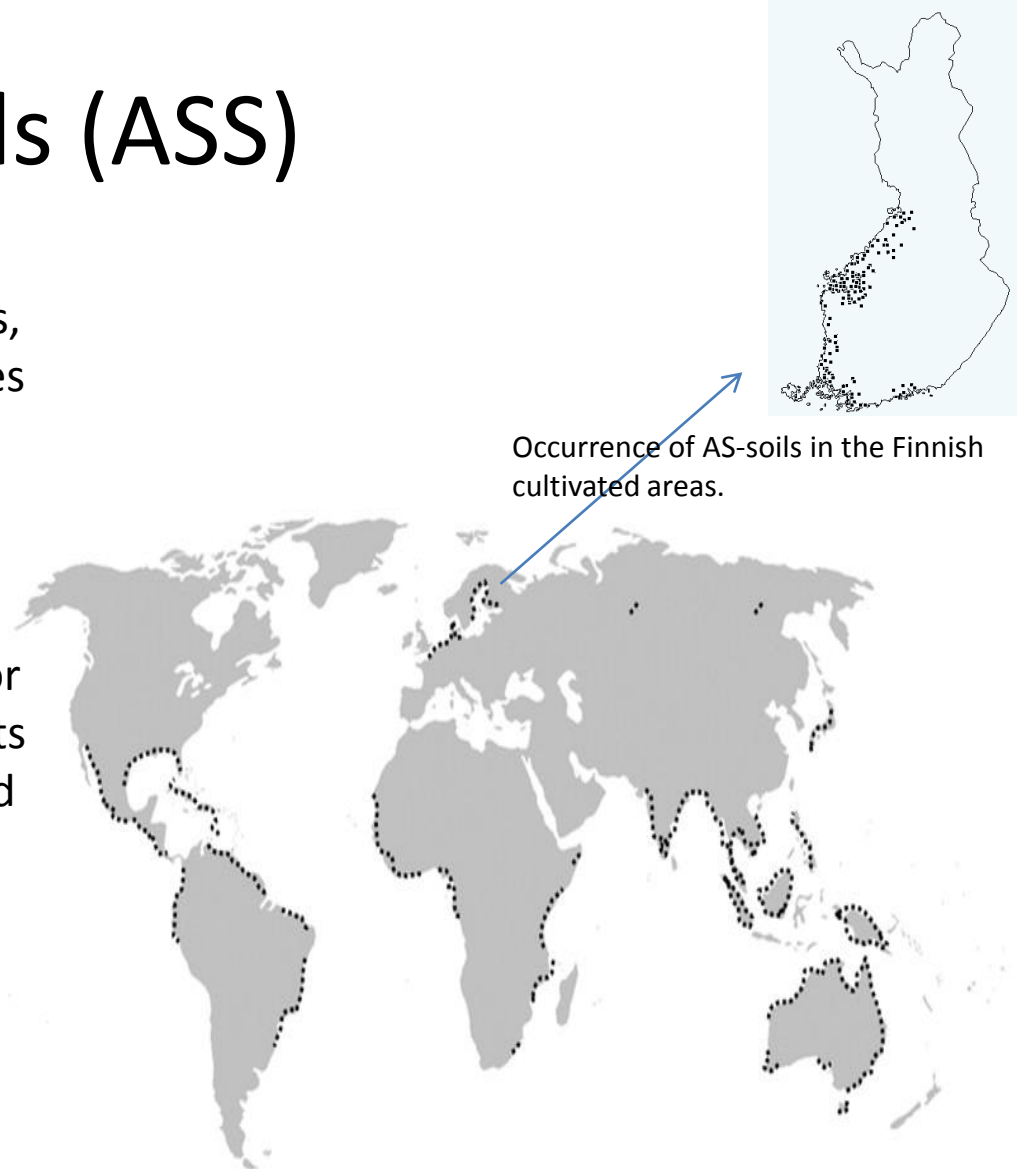 ls (ASS)
s,
es
Occurrence of AS-soils in the Finnish
cultivated areas.
or
ts
d